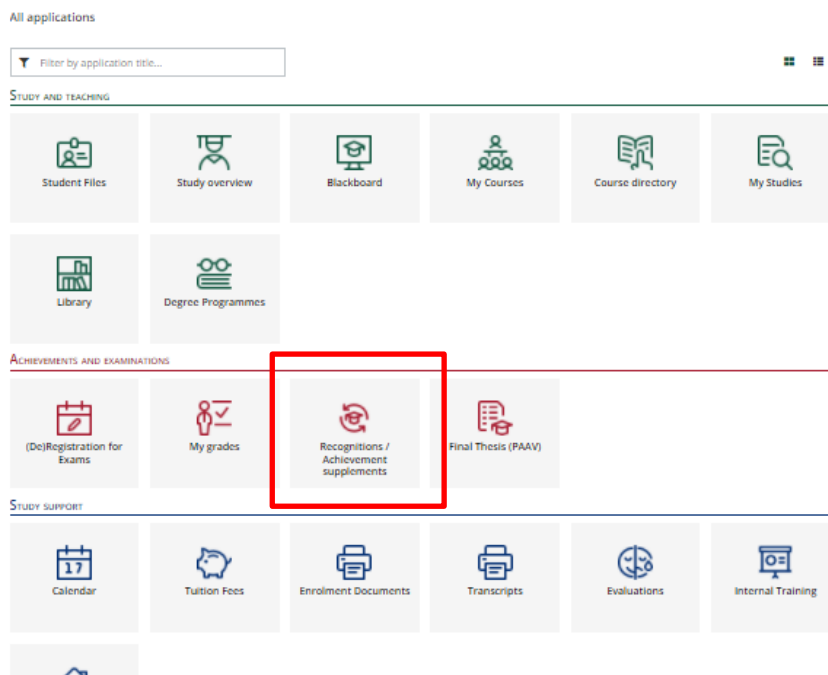 All applications
Filter by application title...
STUDY AND TEACHING
Student Files
Study overview
Blackboard
My Courses
Course directory
My Studies
Library
Degree Programmes
ACHIEVEMENTS AND EXAMINATIONS
(De)Registration for
Exams
My grades
Recognitions /
Achievement
supplements
Final Thesis (PAAV)
STUDY SUPPORT
17
Calendar
Tuition Fees
Enrolment Documents
Transcripts
Evaluations
Internal Training